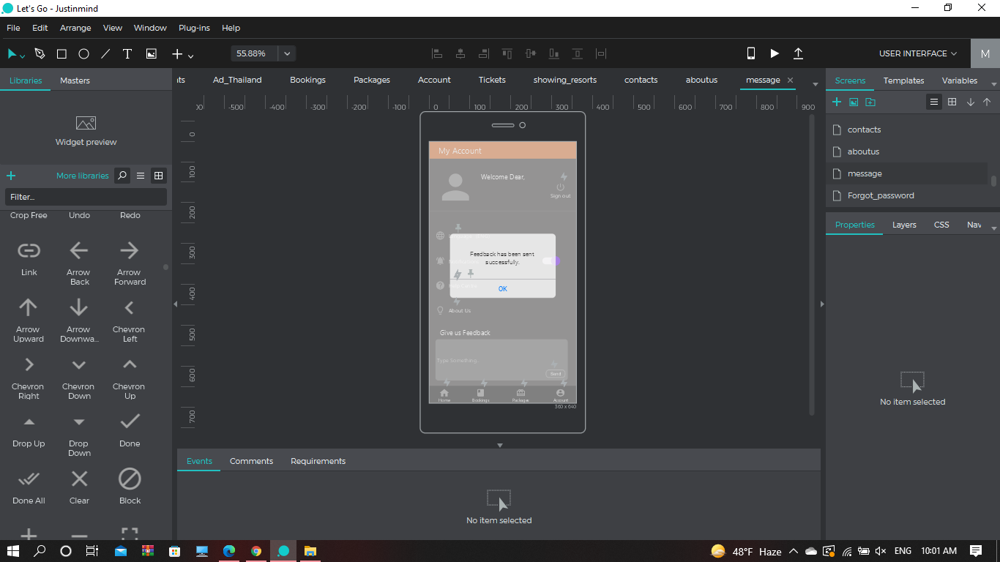 Let's Go - Justinmind
File Edit Arrange View Window Plug-ins Help
55.88%
USER INTERFACE
M
Libraries Masters
Widget preview
More libraries
Filter...
Crop Free Undo Redo
Link Arrow Back Arrow Forward
Arrow Upward Arrow Downwa... Chevron Left
Chevron Right Chevron Down Chevron Up
Drop Up Drop Down Done
Done All Clear Block
nts Ad_Thailand Bookings Packages Account Tickets showing_resorts contacts aboutus message
00 -500 -400 -300 -200 -100 0 100 200 300 400 500 600 700 800 900
0
100
200
300
400
500
600
700
My Account
Welcome Dear,
Sign out
Feedback has been sent
successfully.
OK
About Us
Give us Feedback
Type Something...
Send
Home Bookings Packages Account
360 x 640
Events Comments Requirements
No item selected
Screens Templates Variables
contacts
aboutus
message
Forgot_password
Properties Layers CSS Nav
No item selected
48°F Haze ENG 10:01 AM